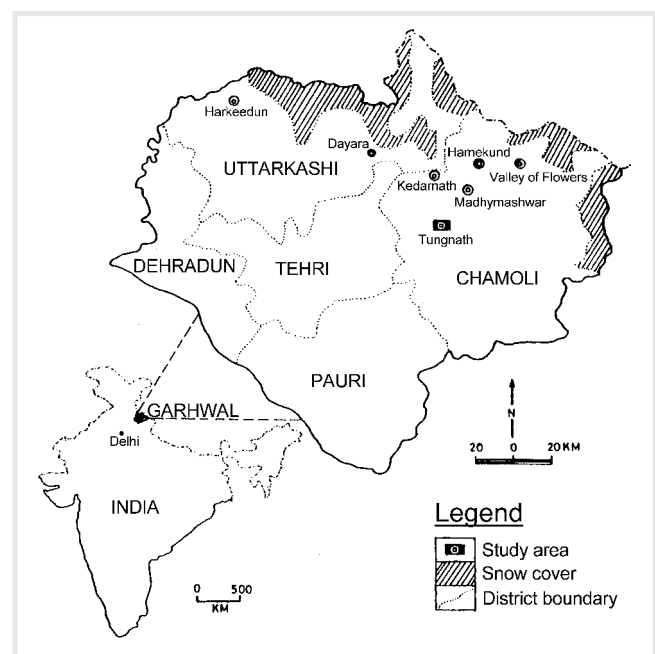 Harkeedun
Dayara
Hamekund
Valley of Flowers
UTTARKASHI
Kedarnath
Madhymashwar
Tungnath
DEHRADUN
TEHRI
CHAMOLI
PAURI
GARHWAL
Delhi
INDIA
N
20 0 20 KM
0 500
KM
Legend
Study area
Snow cover
District boundary